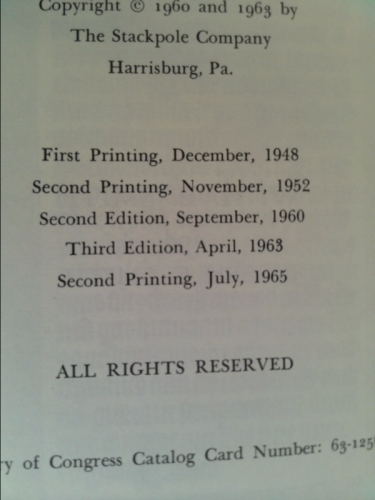 Copyright © 1960 and 1963 by
The Stackpole Company
Harrisburg, Pa.
First Printing, December, 1948
Second Printing, November, 1952
Second Edition, September, 1960
Third Edition, April, 1963
Second Printing, July, 1965
ALL RIGHTS RESERVED
of Congress Catalog Card Number: